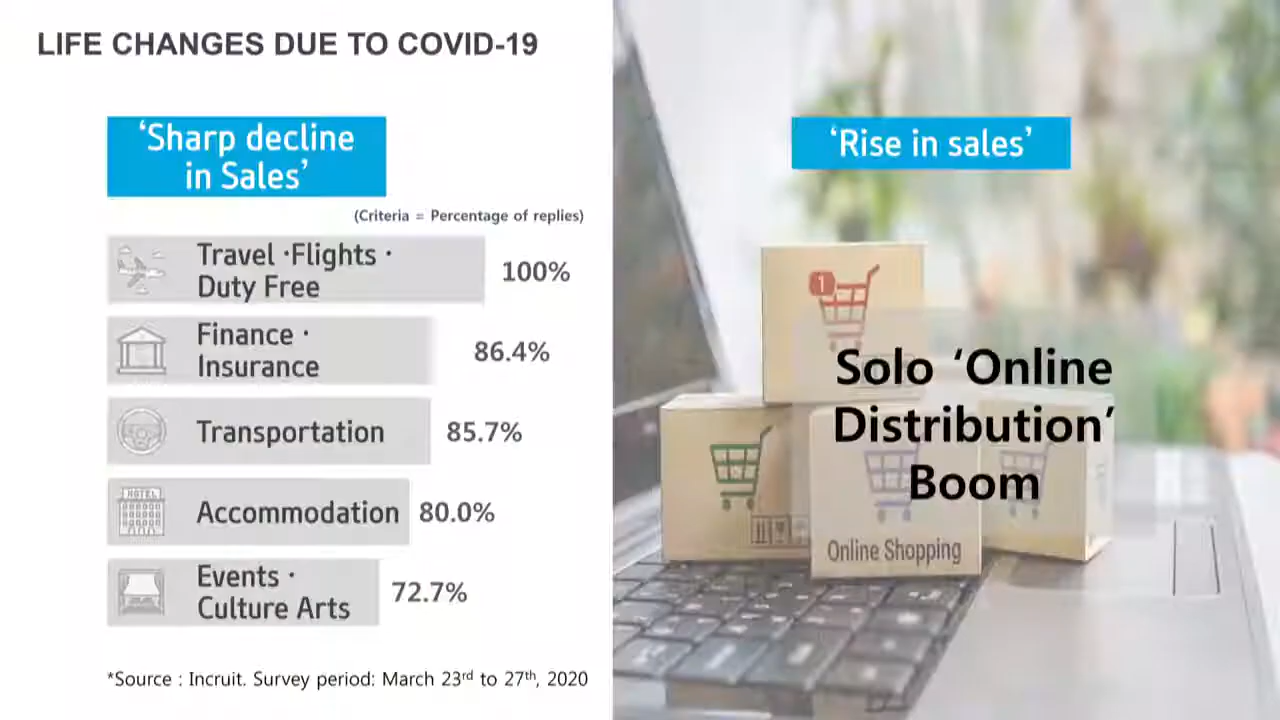 LIFE CHANGES DUE TO COVID-19
‘Sharp decline
in Sales’
(Criteria = Percentage of replies)
Travel ·Flights ·
Duty Free
100%
Finance ·
Insurance
86.4%
Transportation
85.7%
HOTEL
Accommodation
80.0%
Events ·
Culture Arts
72.7%
*Source : Incruit. Survey period: March 23rd to 27th, 2020
‘Rise in sales’
1
Solo ‘Online
Distribution’
Boom
Online Shopping